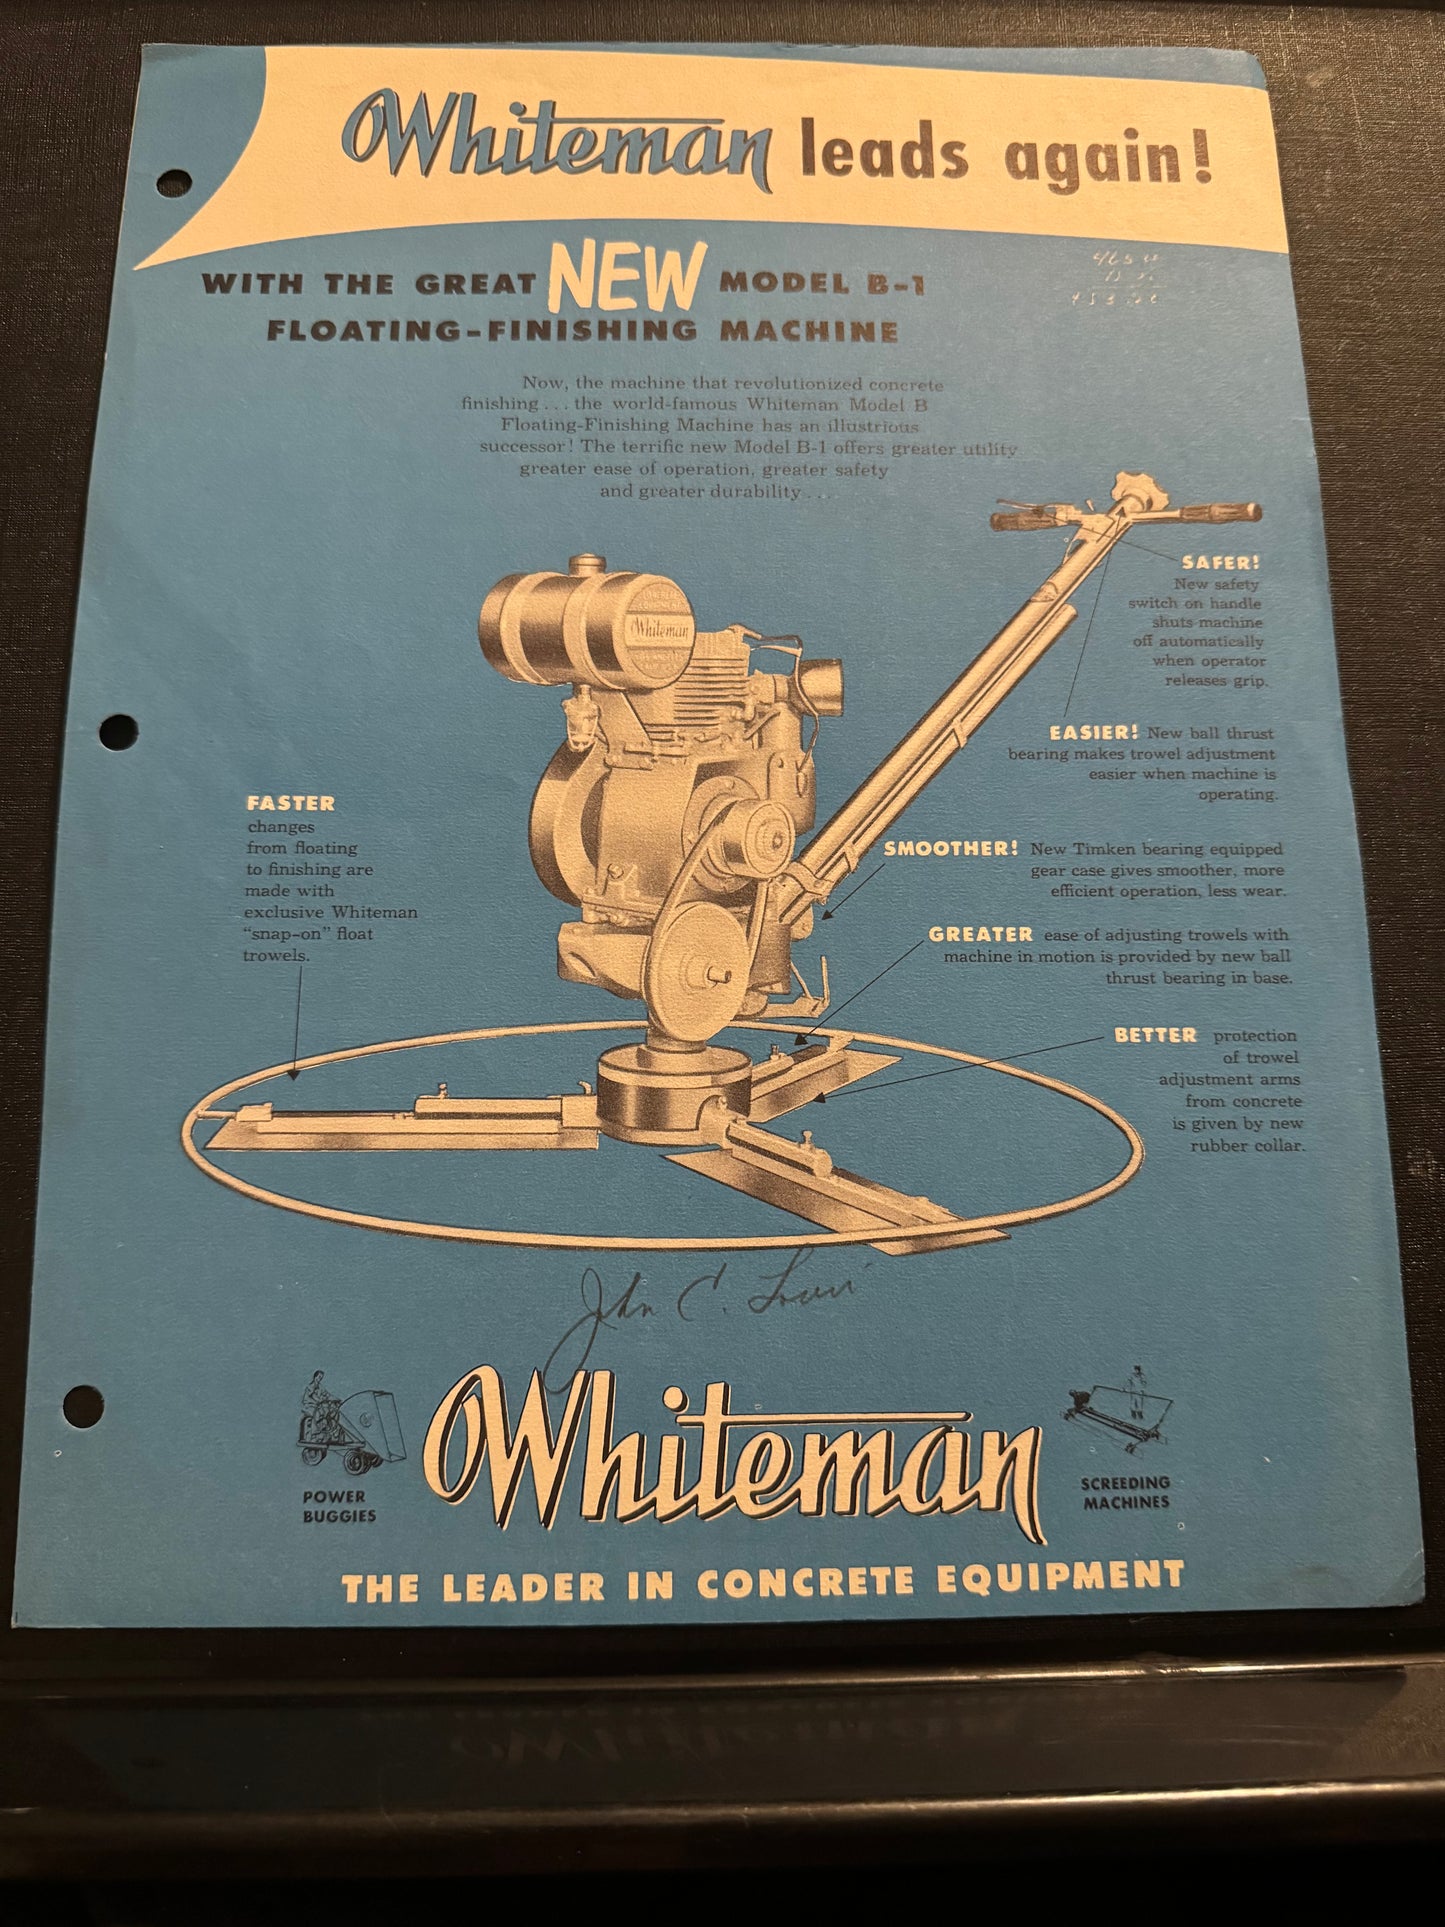 Whiteman leads again!
WITH THE GREAT NEW MODEL B-1
FLOATING-FINISHING MACHINE
Now, the machine that revolutionized concrete
finishing . . . the world-famous Whiteman Model B
Floating-Finishing Machine has an illustrious
successor! The terrific new Model B-1 offers greater utility
greater ease of operation, greater safety
and greater durability . . .
SAFER!
New safety
switch on handle
shuts machine
off automatically
when operator
releases grip.
Whiteman
EASIER! New ball thrust
bearing makes trowel adjustment
easier when machine is
operating.
FASTER
changes
from floating
to finishing are
made with
exclusive Whiteman
"snap-on" float
trowels.
SMOOTHER! New Timken bearing equipped
gear case gives smoother, more
efficient operation, less wear.
GREATER ease of adjusting trowels with
machine in motion is provided by new ball
thrust bearing in base.
BETTER protection
of trowel
adjustment arms
from concrete
is given by new
rubber collar.
John C.
Whiteman
POWER
BUGGIES
SCREEDING
MACHINES
THE LEADER IN CONCRETE EQUIPMENT